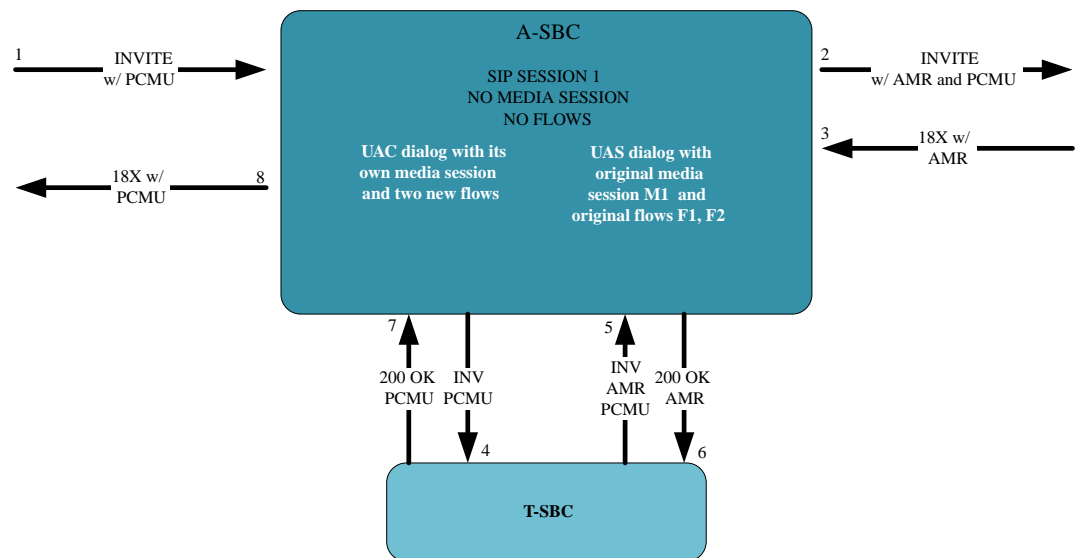 A-SBC
1
INVITE
w/ PCMU
2
INVITE
w/ AMR and PCMU
SIP SESSION 1
NO MEDIA SESSION
NO FLOWS
3
18X w/
AMR
UAC dialog with its
own media session
and two new flows
UAS dialog with
original media
session M1 and
original flows F1, F2
18X w/
PCMU
8
7
200 OK
PCMU
INV
PCMU
4
5
INV
AMR
PCMU
200 OK
AMR
6
T-SBC